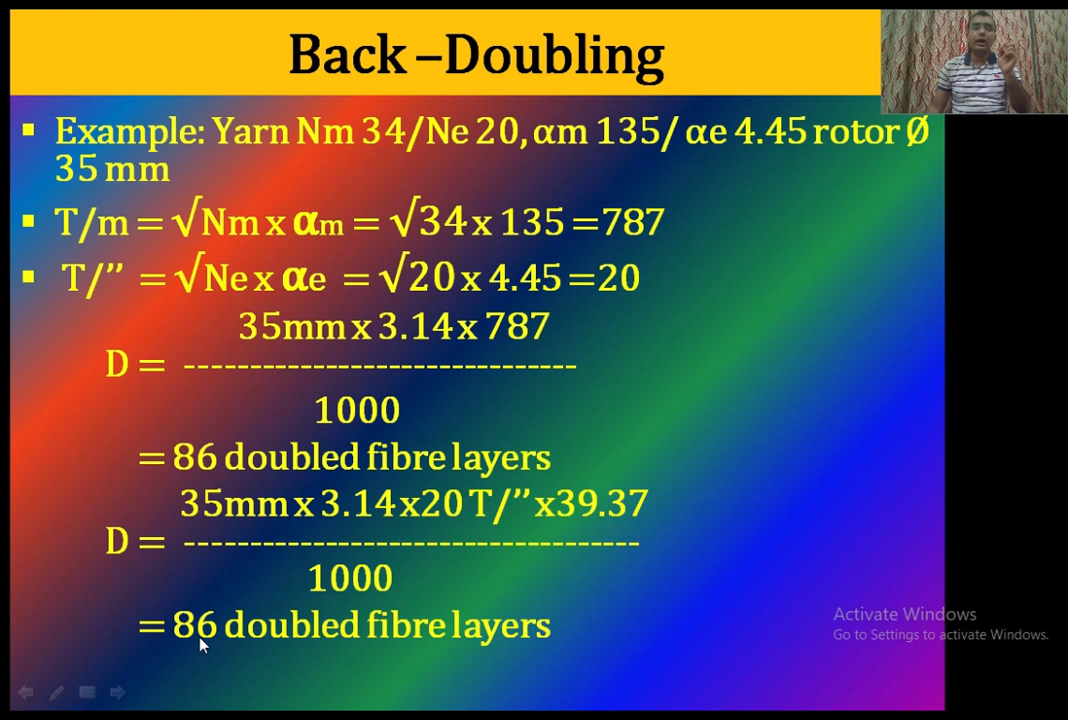 Back –Doubling
Example: Yarn Nm 34/Ne 20, αm 135/ αe 4.45 rotor Ø
35 mm
T/m = √Nm x αm = √34 x 135 =787
T/’’ = √Ne x αe = √20 x 4.45 =20
35mm x 3.14 x 787
D = ------------------------------
1000
= 86 doubled fibre layers
35mm x 3.14 x20 T/’’ x39.37
D = -----------------------------------
1000
= 86 doubled fibre layers
Activate Windows
Go to Settings to activate Windows.